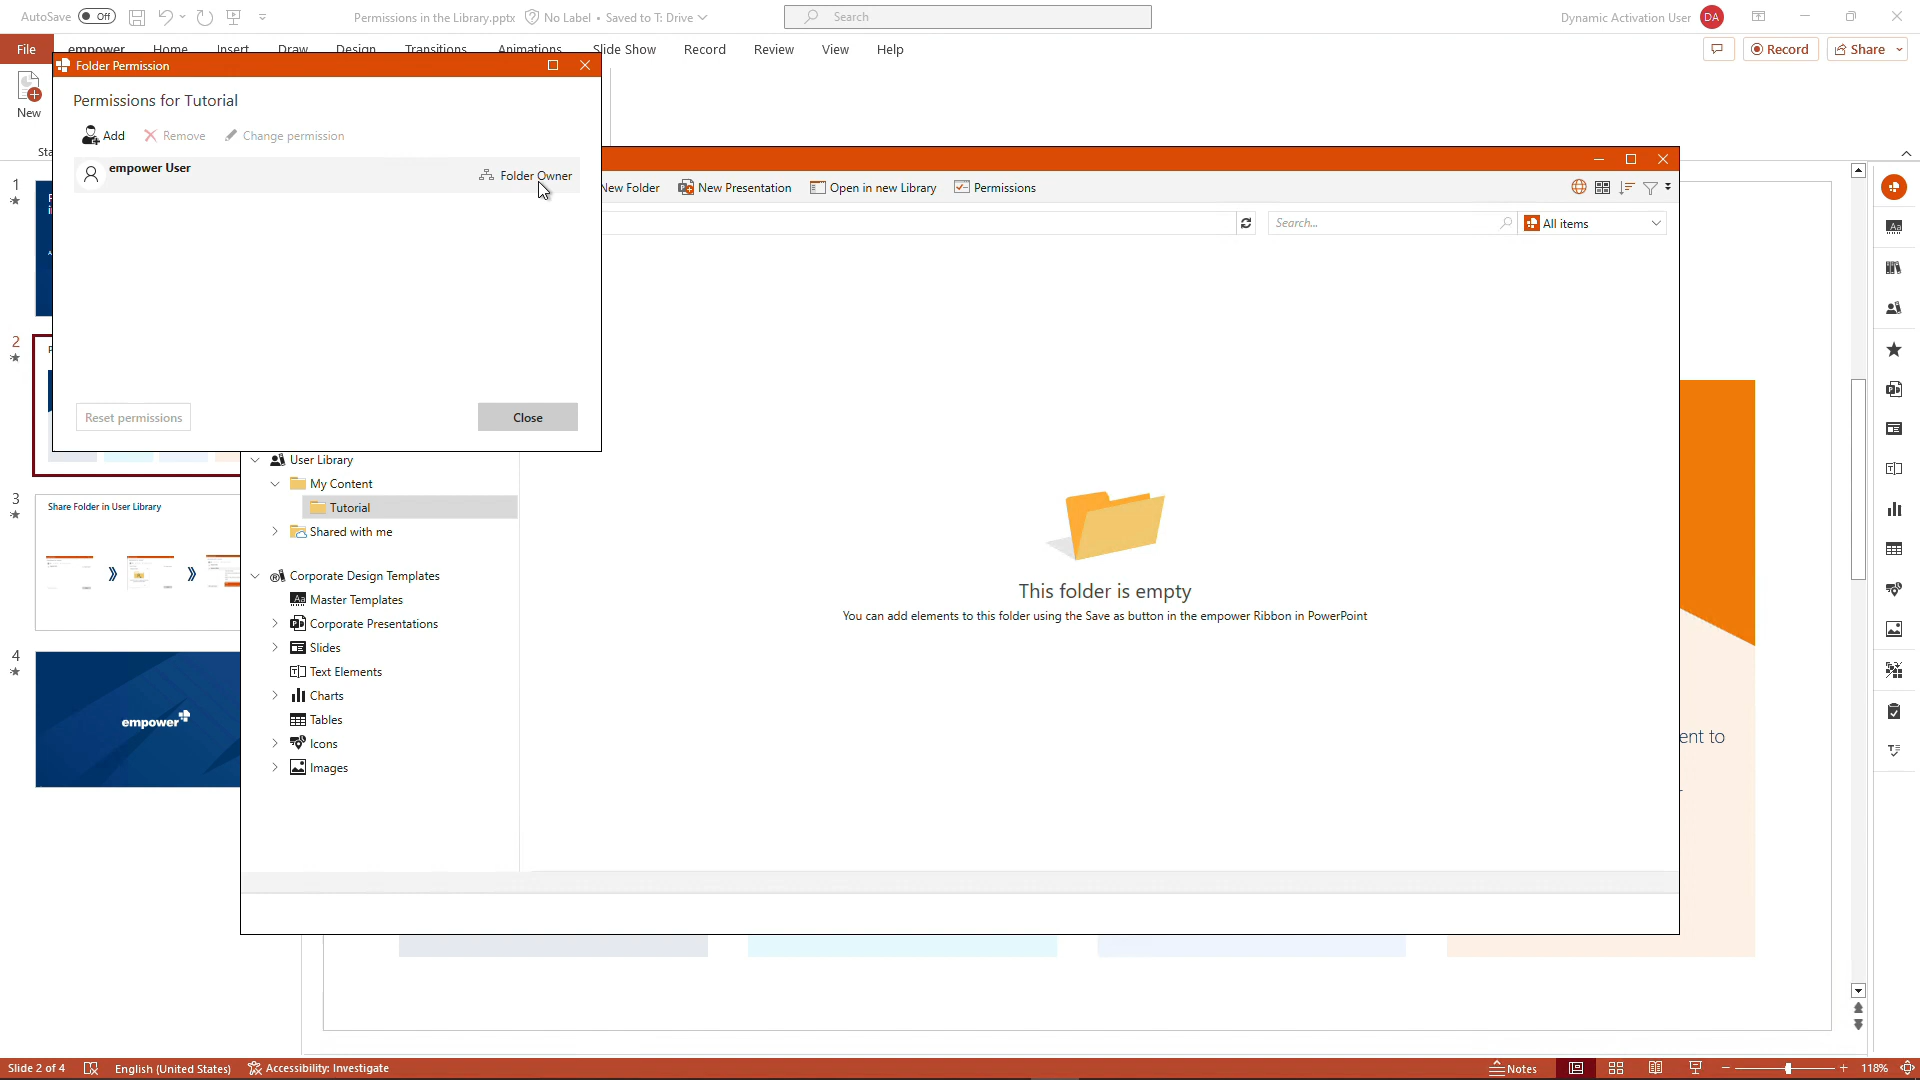 AutoSave Off
Permissions in the Library.pptx No Label • Saved to T: Drive
Search
Dynamic Activation User DA
File empower Home Insert Draw Design Transitions Animations Slide Show Record Review View Help
Record Share
New
Folder Permission
Permissions for Tutorial
Add Remove Change permission
empower User Folder Owner
Reset permissions Close
New Folder New Presentation Open in new Library Permissions
Search... All items
User Library
My Content
Tutorial
Shared with me
Corporate Design Templates
Master Templates
Corporate Presentations
Slides
Text Elements
Charts
Tables
Icons
Images
This folder is empty
You can add elements to this folder using the Save as button in the empower Ribbon in PowerPoint
ent to
1
2
3
Share Folder in User Library
4
empower
Slide 2 of 4 English (United States) Accessibility: Investigate Notes 118%